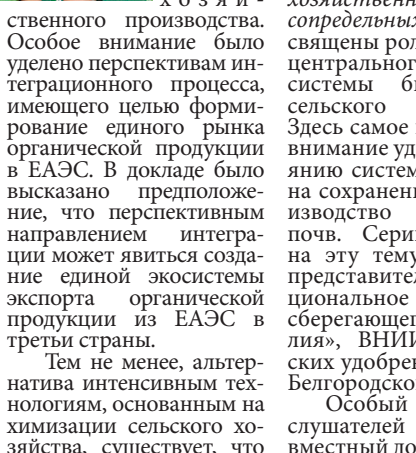 хозяй-
ственного производства.
Особое внимание было
уделено перспективам ин-
теграционного процесса,
имеющего целью форми-
рование единого рынка
органической продукции
в ЕАЭС. В докладе было
высказано предположе-
ние, что перспективным
направлением интегра-
ции может явиться созда-
ние единой экосистемы
экспорта органической
продукции из ЕАЭС в
третьи страны.
Тем не менее, альтер-
натива интенсивным тех-
нологиям, основанным на
химизации сельского хо-
зяйства, существует, что
хозяйственн
сопредельных
священы рол
центрального
системы б
сельского
Здесь самое
внимание уд
янию систем
на сохранен
изводство
почв. Сери
на эту тему
представител
циональное
сберегающег
лия», ВНИ
ских удобрен
Белгородско
Особый
слушателей
вместный до